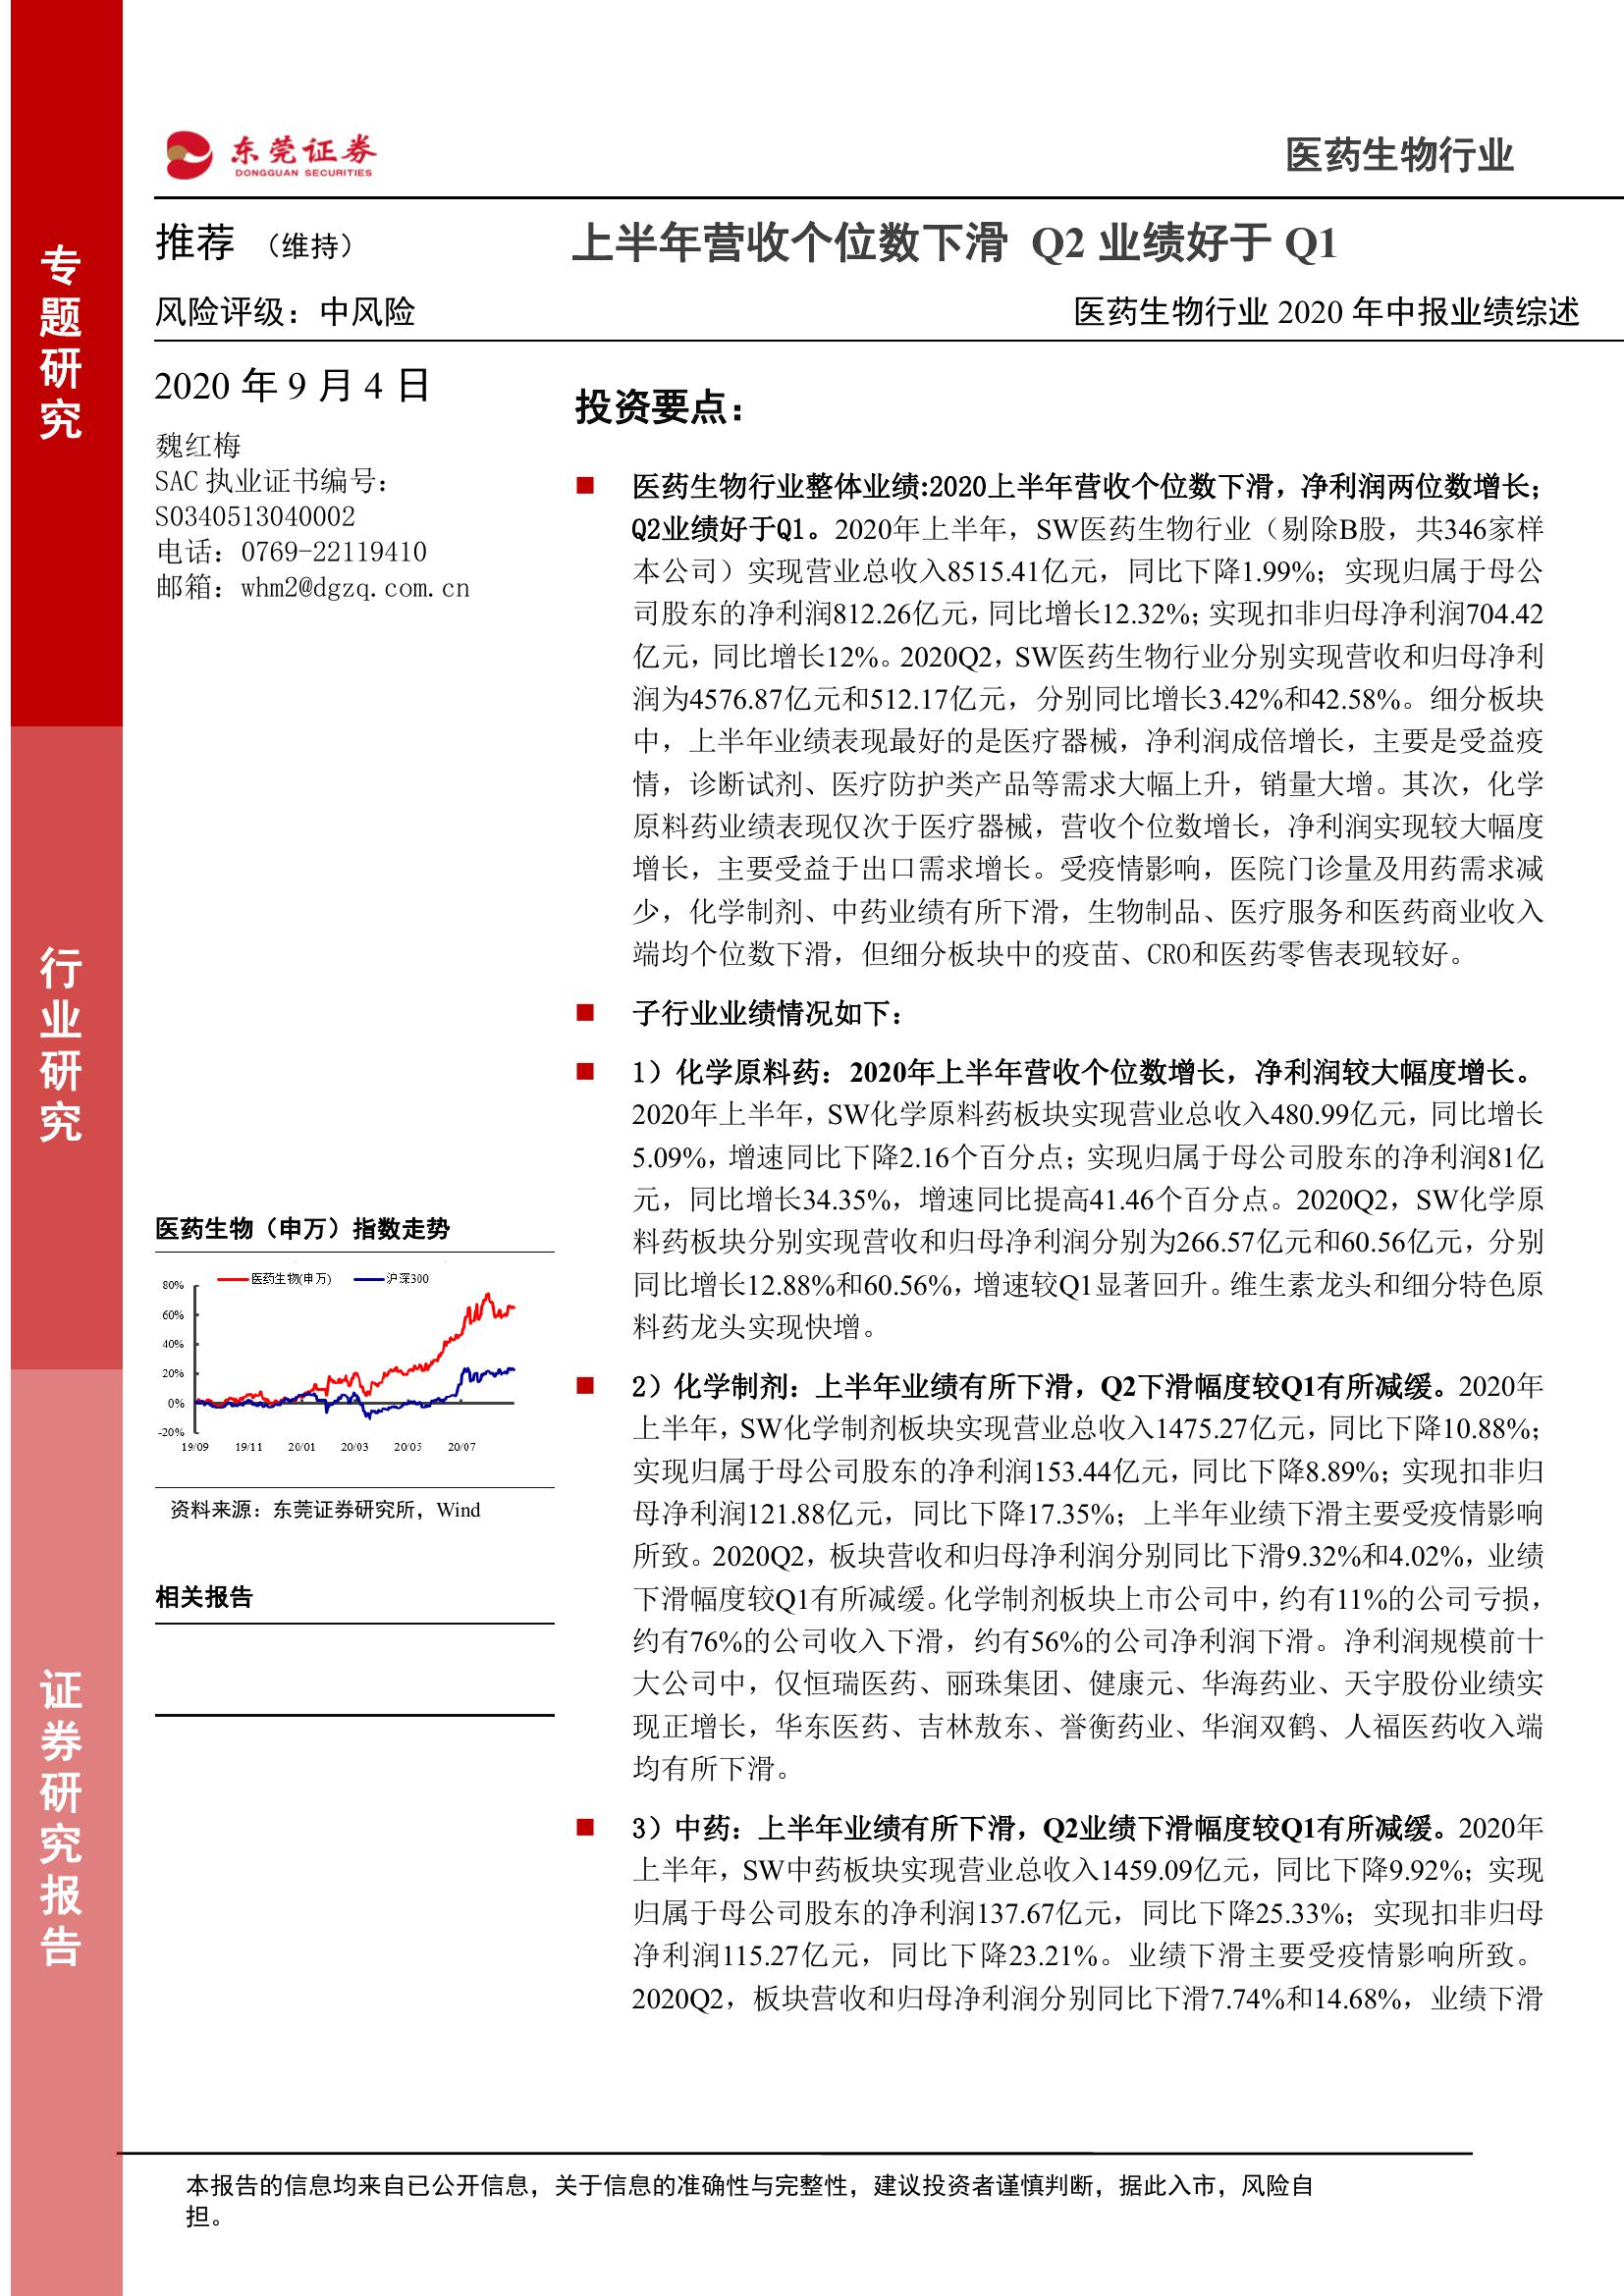 东莞证券
DONGGUAN SECURITIES
医药生物行业
推荐 （维持）
上半年营收个位数下滑 Q2 业绩好于 Q1
风险评级：中风险
医药生物行业 2020 年中报业绩综述
专题研究
行业研究
证券研究报告
2020 年 9 月 4 日
魏红梅
SAC 执业证书编号：
S0340513040002
电话：0769-22119410
邮箱：whm2@dgzq.com.cn
医药生物（申万）指数走势
医药生物(申万) 沪深300
80%
60%
40%
20%
0%
-20%
19/09 19/11 20/01 20/03 20/05 20/07
资料来源：东莞证券研究所，Wind
相关报告
投资要点：
医药生物行业整体业绩:2020上半年营收个位数下滑，净利润两位数增长；
Q2业绩好于Q1。2020年上半年，SW医药生物行业（剔除B股，共346家样
本公司）实现营业总收入8515.41亿元，同比下降1.99%；实现归属于母公
司股东的净利润812.26亿元，同比增长12.32%；实现扣非归母净利润704.42
亿元，同比增长12%。2020Q2，SW医药生物行业分别实现营收和归母净利
润为4576.87亿元和512.17亿元，分别同比增长3.42%和42.58%。细分板块
中，上半年业绩表现最好的是医疗器械，净利润成倍增长，主要是受益疫
情，诊断试剂、医疗防护类产品等需求大幅上升，销量大增。其次，化学
原料药业绩表现仅次于医疗器械，营收个位数增长，净利润实现较大幅度
增长，主要受益于出口需求增长。受疫情影响，医院门诊量及用药需求减
少，化学制剂、中药业绩有所下滑，生物制品、医疗服务和医药商业收入
端均个位数下滑，但细分板块中的疫苗、CRO和医药零售表现较好。
子行业业绩情况如下：
1）化学原料药：2020年上半年营收个位数增长，净利润较大幅度增长。
2020年上半年，SW化学原料药板块实现营业总收入480.99亿元，同比增长
5.09%，增速同比下降2.16个百分点；实现归属于母公司股东的净利润81亿
元，同比增长34.35%，增速同比提高41.46个百分点。2020Q2，SW化学原
料药板块分别实现营收和归母净利润分别为266.57亿元和60.56亿元，分别
同比增长12.88%和60.56%，增速较Q1显著回升。维生素龙头和细分特色原
料药龙头实现快增。
2）化学制剂：上半年业绩有所下滑，Q2下滑幅度较Q1有所减缓。2020年
上半年，SW化学制剂板块实现营业总收入1475.27亿元，同比下降10.88%；
实现归属于母公司股东的净利润153.44亿元，同比下降8.89%；实现扣非归
母净利润121.88亿元，同比下降17.35%；上半年业绩下滑主要受疫情影响
所致。2020Q2，板块营收和归母净利润分别同比下滑9.32%和4.02%，业绩
下滑幅度较Q1有所减缓。化学制剂板块上市公司中，约有11%的公司亏损，
约有76%的公司收入下滑，约有56%的公司净利润下滑。净利润规模前十
大公司中，仅恒瑞医药、丽珠集团、健康元、华海药业、天宇股份业绩实
现正增长，华东医药、吉林敖东、誉衡药业、华润双鹤、人福医药收入端
均有所下滑。
3）中药：上半年业绩有所下滑，Q2业绩下滑幅度较Q1有所减缓。2020年
上半年，SW中药板块实现营业总收入1459.09亿元，同比下降9.92%；实现
归属于母公司股东的净利润137.67亿元，同比下降25.33%；实现扣非归母
净利润115.27亿元，同比下降23.21%。业绩下滑主要受疫情影响所致。
2020Q2，板块营收和归母净利润分别同比下滑7.74%和14.68%，业绩下滑
本报告的信息均来自已公开信息，关于信息的准确性与完整性，建议投资者谨慎判断，据此入市，风险自
担。